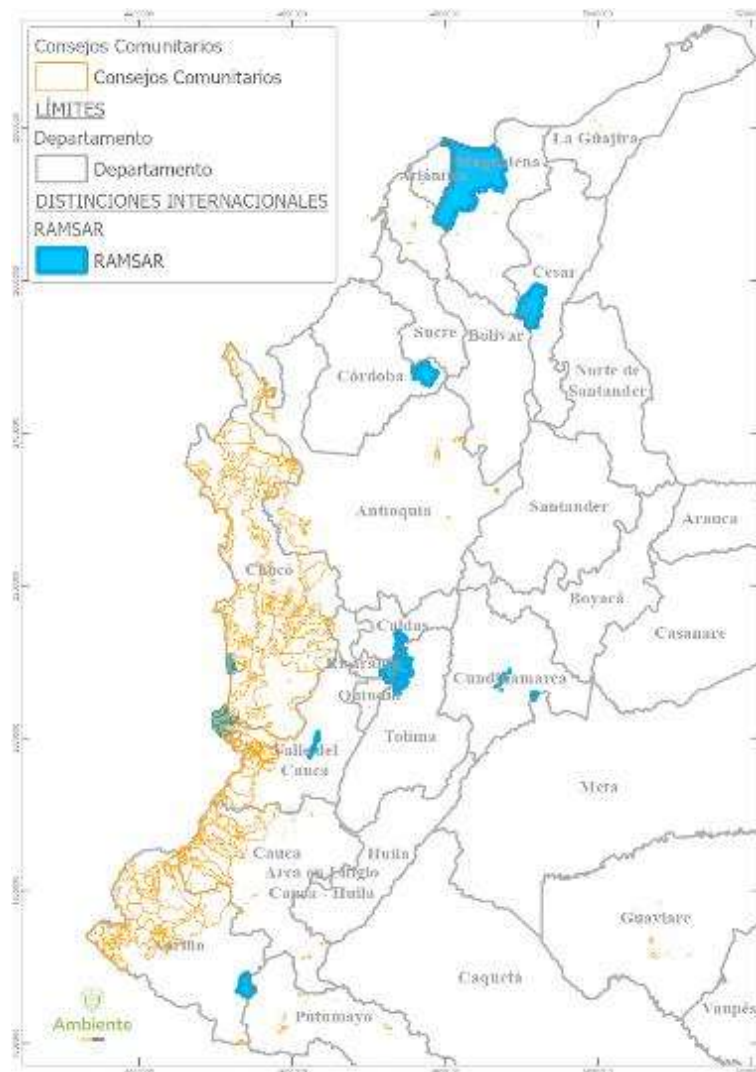 Consejos Comunitarios
Consejos Comunitarios
LÍMITES
Departamento
Departamento
DISTINCIONES INTERNACIONALES
RAMSAR
RAMSAR
La Guajira
Magdalena
Atlántico
Cesar
Sucre
Bolívar
Córdoba
Norte de
Santander
Antioquia
Santander
Arauca
Chocó
Boyacá
Caldas
Casanare
Risaralda
Cundinamarca
Quindío
Tolima
Valle del
Cauca
Meta
Cauca
Huila
Area en Litigio
Cauca - Huila
Guaviare
Nariño
Caquetá
Vaupés
Putumayo
Ambiente